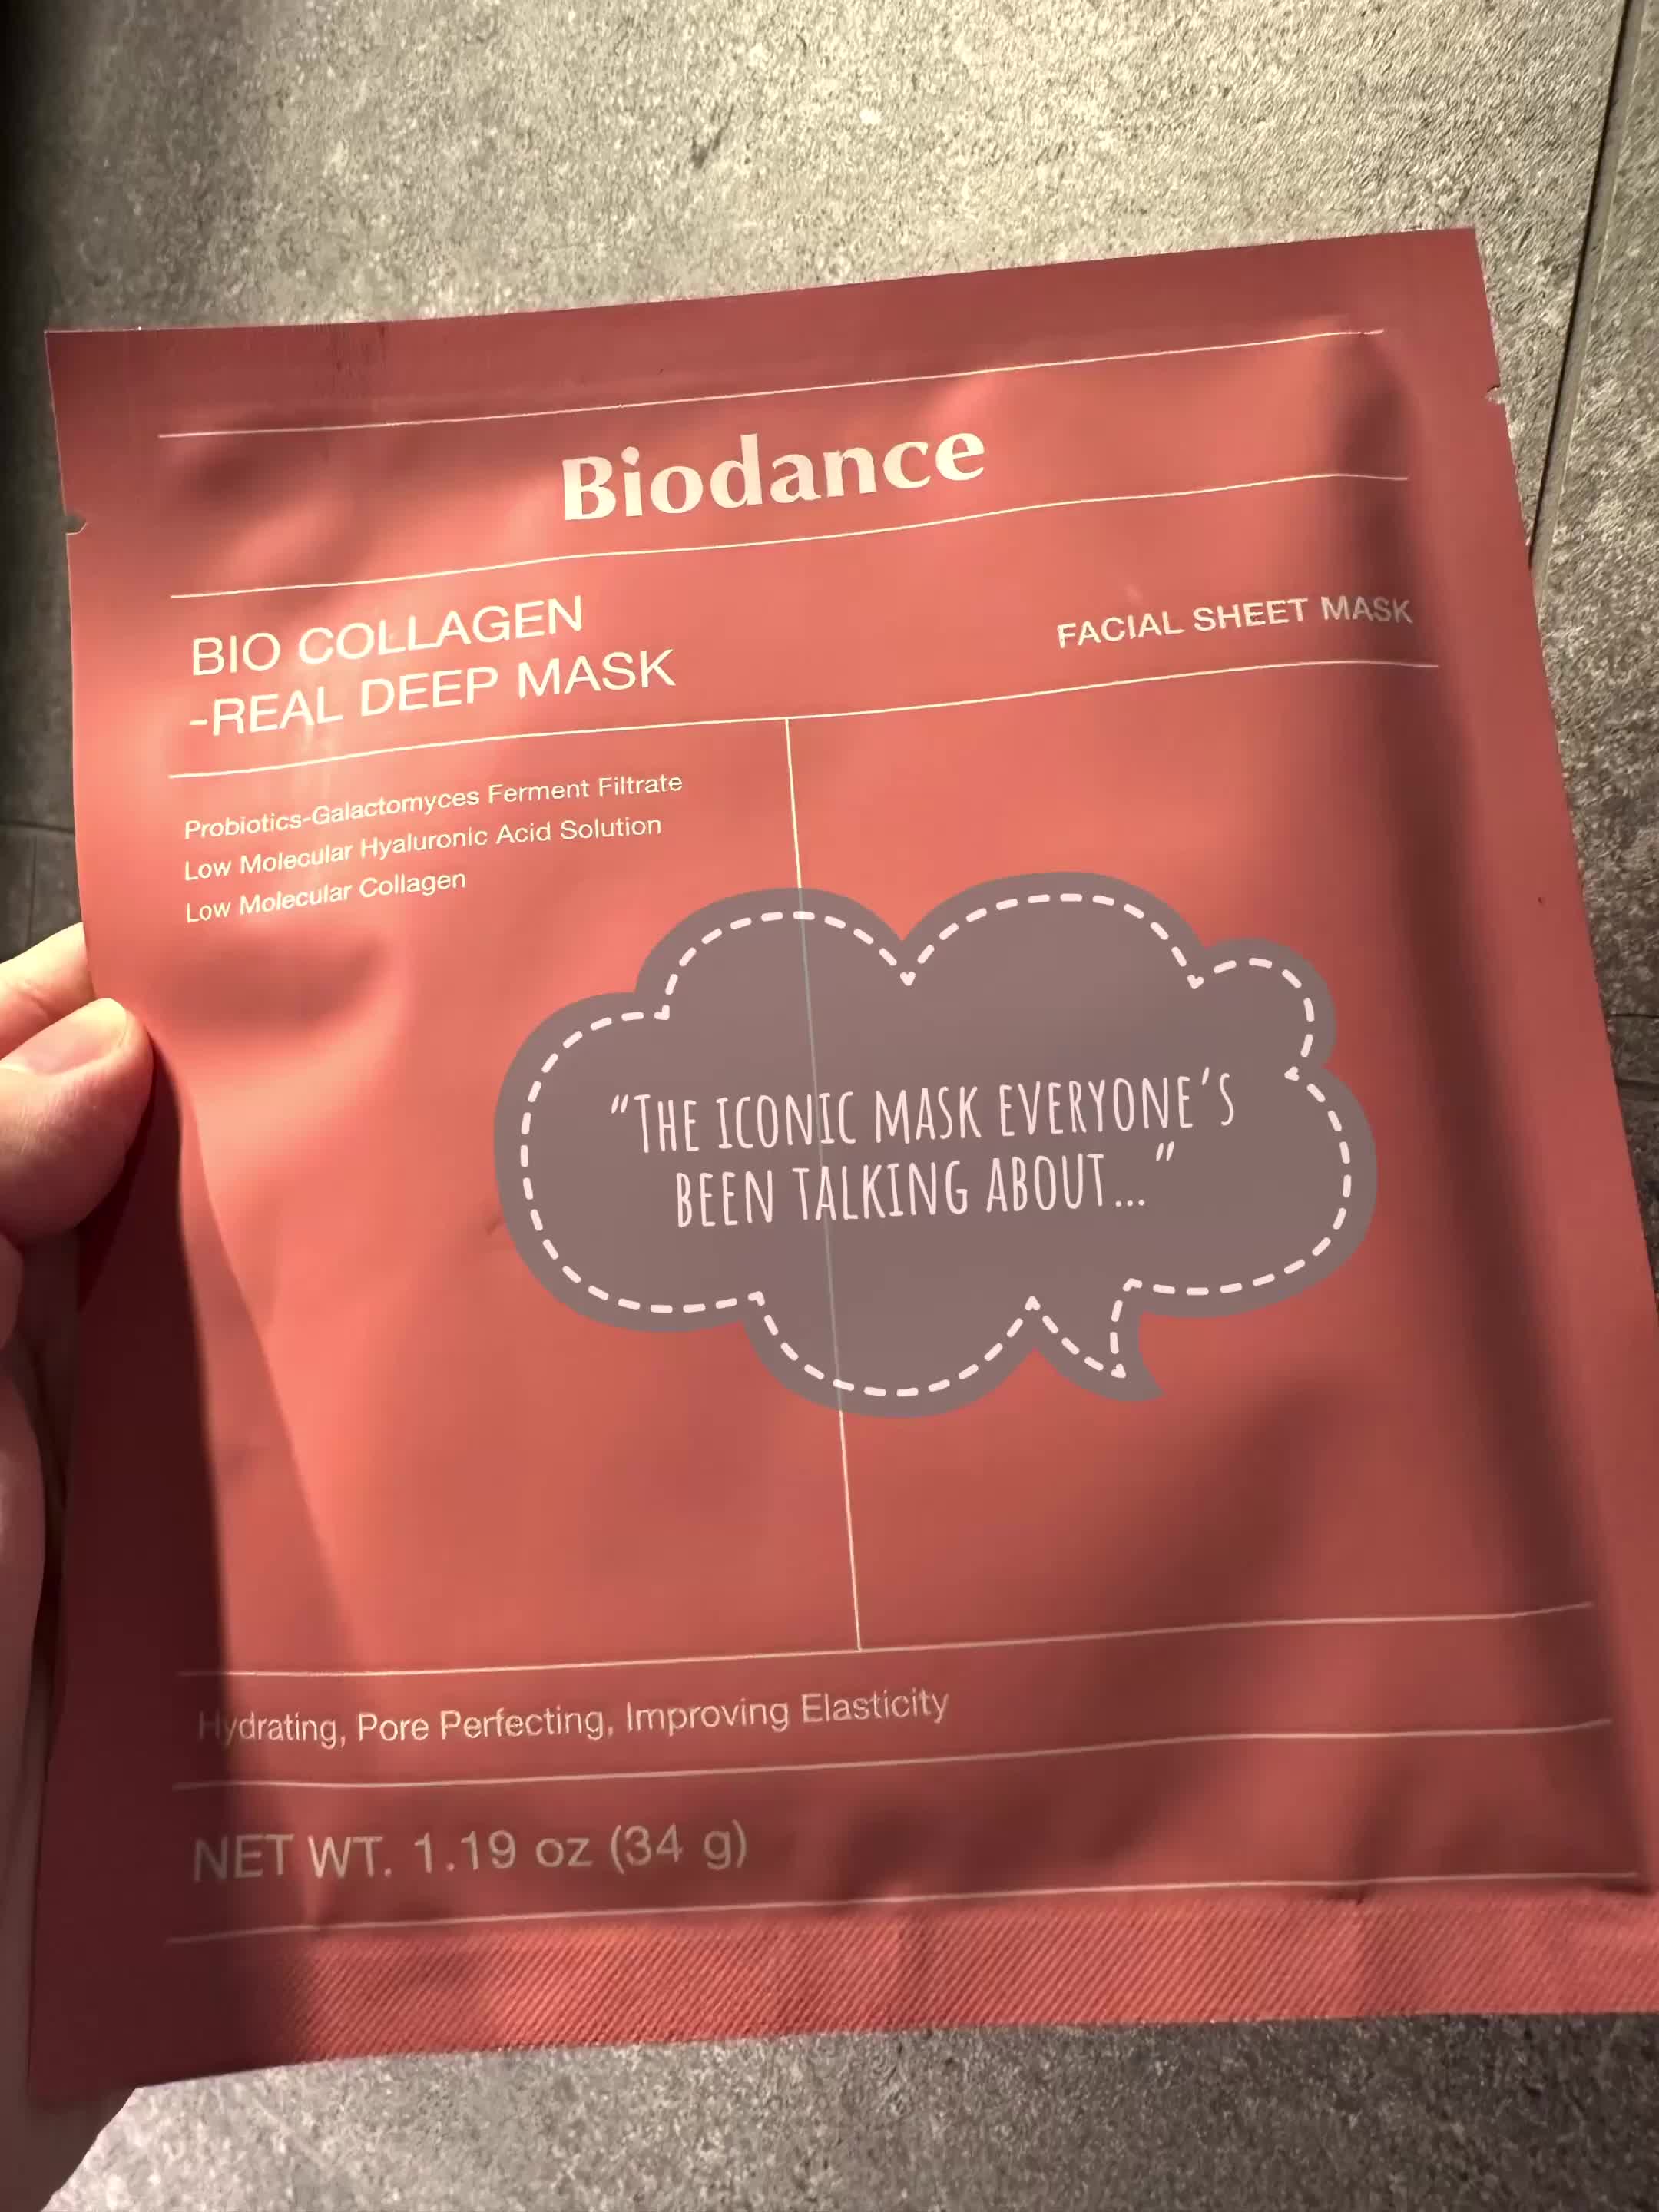 Biodance
BIO COLLAGEN
-REAL DEEP MASK
FACIAL SHEET MASK
Probiotics-Galactomyces Ferment Filtrate
Low Molecular Hyaluronic Acid Solution
Low Molecular Collagen
“THE ICONIC MASK EVERYONE’S
BEEN TALKING ABOUT...”
Hydrating, Pore Perfecting, Improving Elasticity
NET WT. 1.19 oz (34 g)